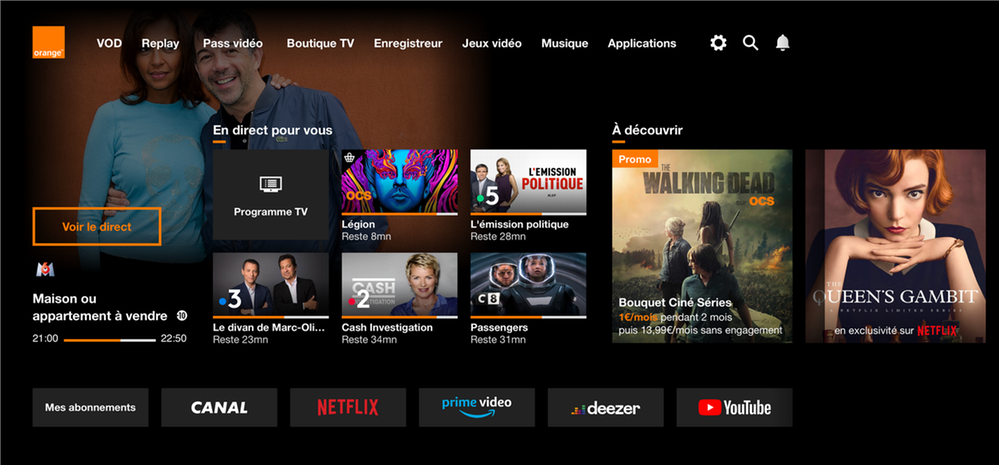 orange™
VOD
Replay
Pass vidéo
Boutique TV
Enregistreur
Jeux vidéo
Musique
Applications
Voir le direct
M6
Maison ou
appartement à vendre
10
21:00
22:50
En direct pour vous
Programme TV
OCS
Légion
Reste 8mn
5
L'ÉMISSION
POLITIQUE
L'émission politique
Reste 28mn
3
Le divan de Marc-Oli...
Reste 23mn
CASH
2
Cash Investigation
Reste 34mn
C8
Passengers
Reste 31mn
À découvrir
Promo
THE
WALKING DEAD
sur OCS
Bouquet Ciné Séries
1€/mois pendant 2 mois
puis 13,99€/mois sans engagement
THE
QUEEN'S GAMBIT
A NETFLIX LIMITED SERIES
en exclusivité sur NETFLIX
Mes abonnements
CANAL
NETFLIX
prime video
deezer
YouTube